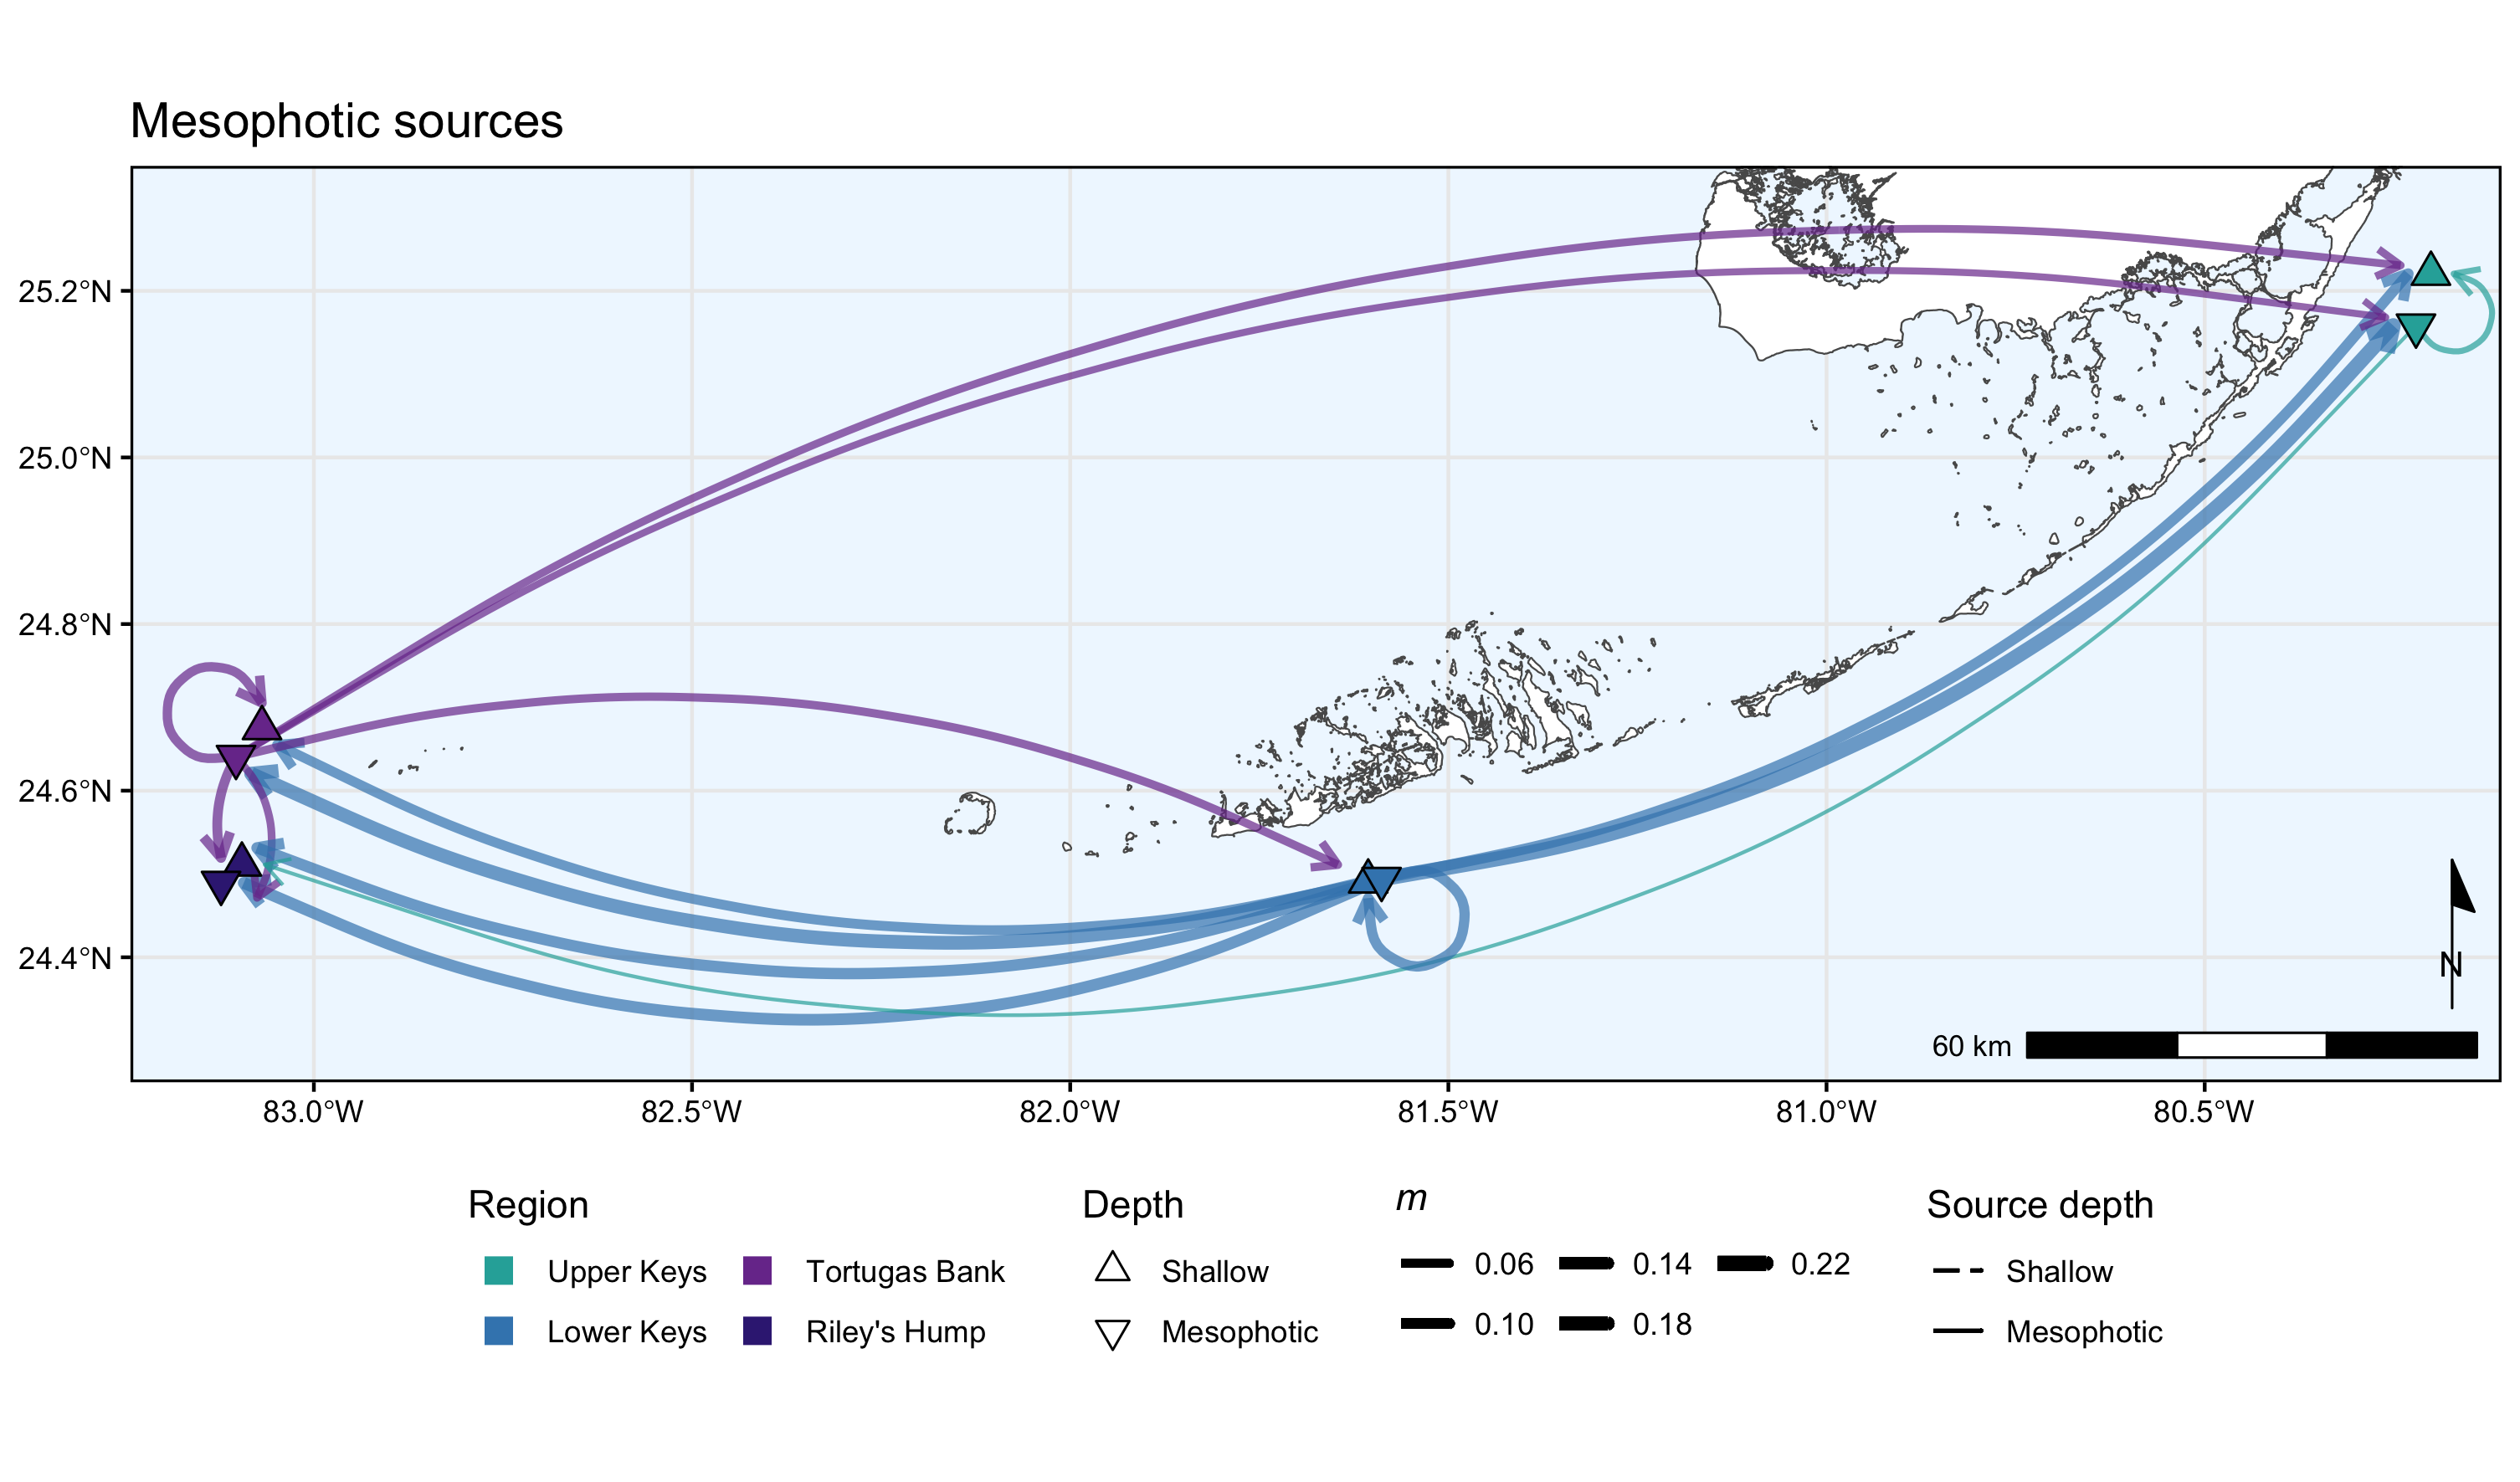 Mesophotic sources
25.2°N
25.0°N
24.8°N
24.6°N
24.4°N
N
60 km
83.0°W 82.5°W 82.0°W 81.5°W 81.0°W 80.5°W
Region Depth m Source depth
Upper Keys Tortugas Bank Shallow 0.06 0.14 0.22 Shallow
Lower Keys Riley's Hump Mesophotic 0.10 0.18 Mesophotic